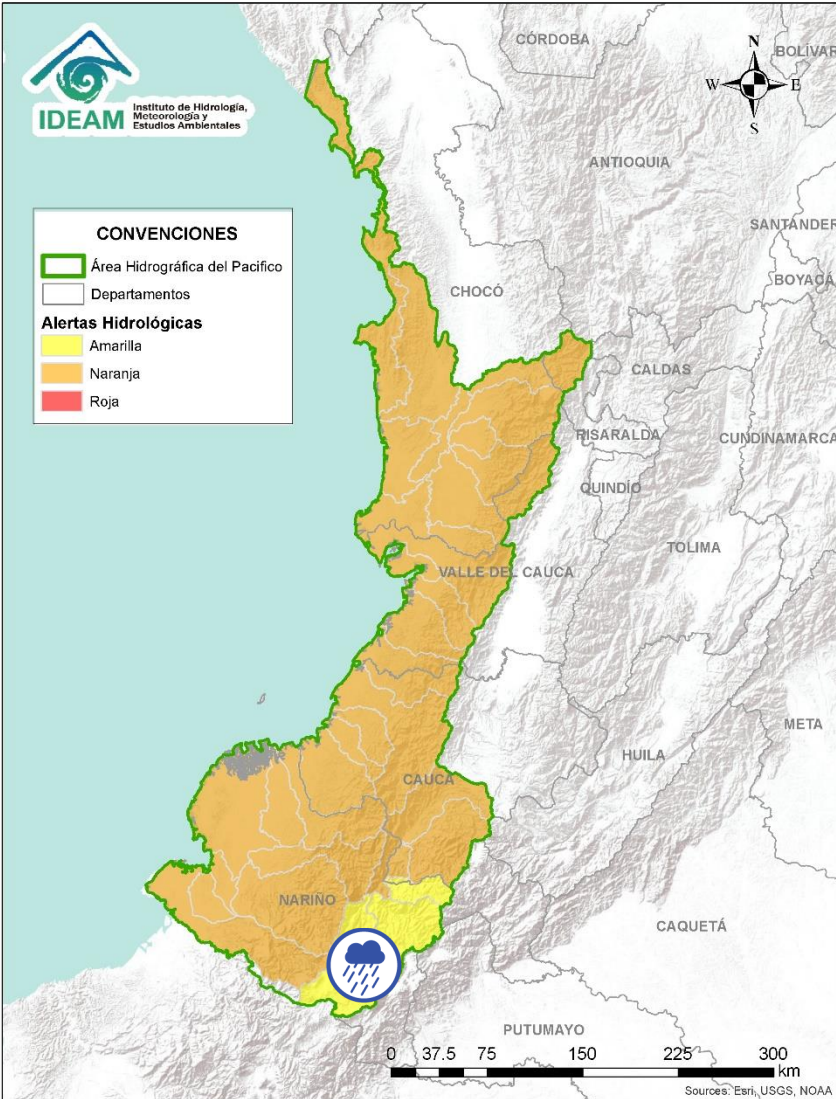 IDEAM
Instituto de Hidrología,
Meteorología y
Estudios Ambientales
N
W
E
S
CÓRDOBA
BOLÍVAR
ANTIOQUIA
SANTANDER
BOYACÁ
CHOCÓ
CALDAS
RISARALDA
CUNDINAMARCA
QUINDÍO
TOLIMA
VALLE DEL CAUCA
META
HUILA
CAUCA
NARIÑO
CAQUETÁ
PUTUMAYO
CONVENCIONES
Área Hidrográfica del Pacifico
Departamentos
Alertas Hidrológicas
Amarilla
Naranja
Roja
0 37.5 75 150 225 300
km
Sources: Esri, USGS, NOAA